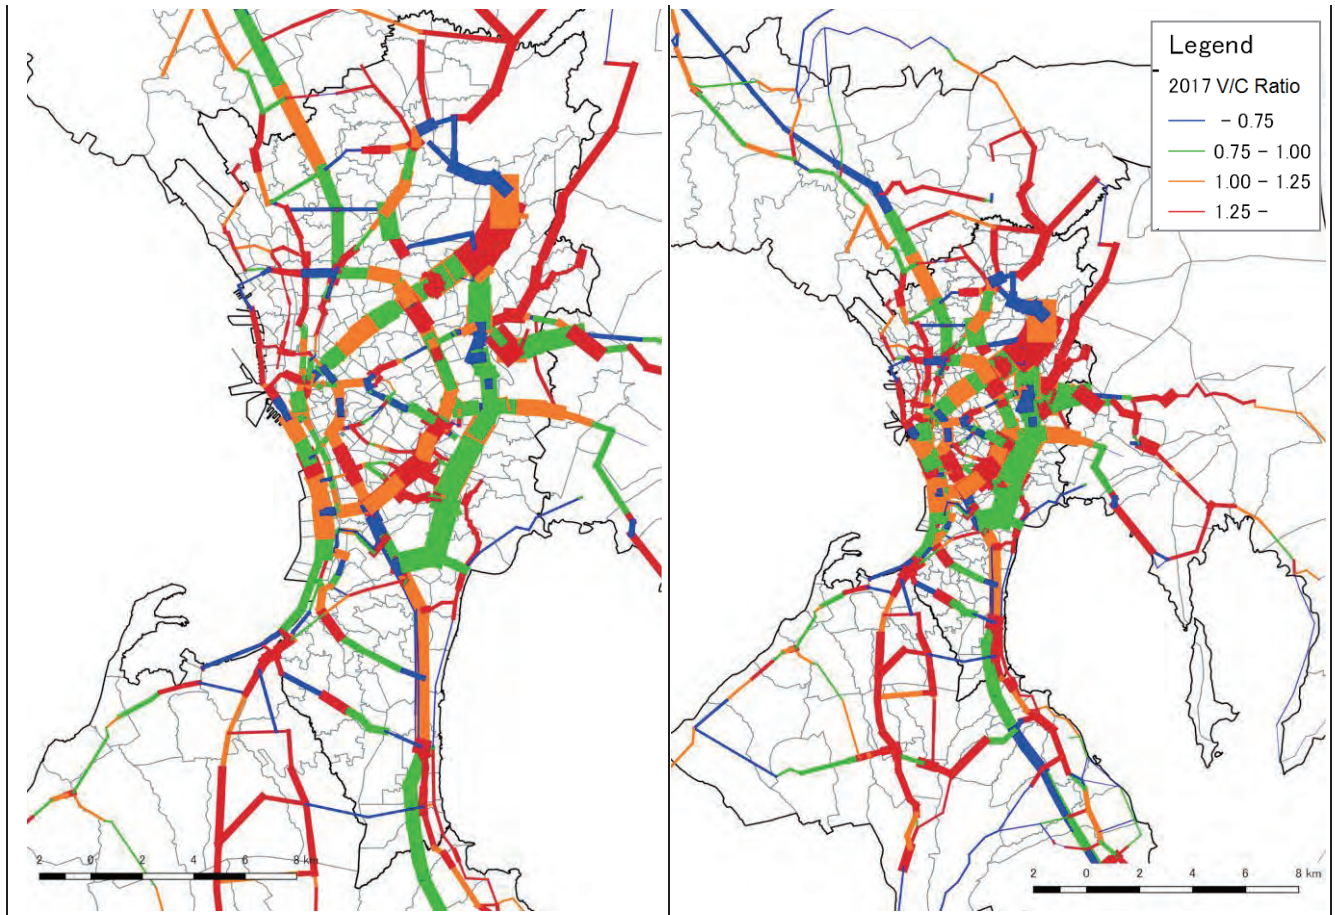 Legend
2017 V/C Ratio
– 0.75
0.75 – 1.00
1.00 – 1.25
1.25 –
2 0 2 4 6 8 km
2 0 2 4 6 8 km